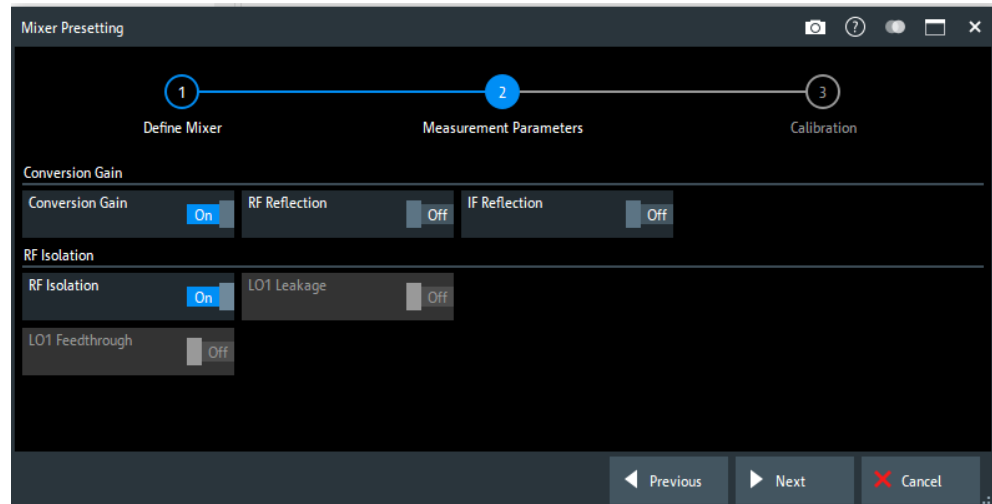 Mixer Presetting
1 2 3
Define Mixer Measurement Parameters Calibration
Conversion Gain
Conversion Gain On RF Reflection Off IF Reflection Off
RF Isolation
RF Isolation On LO1 Leakage Off
LO1 Feedthrough Off
Previous Next Cancel